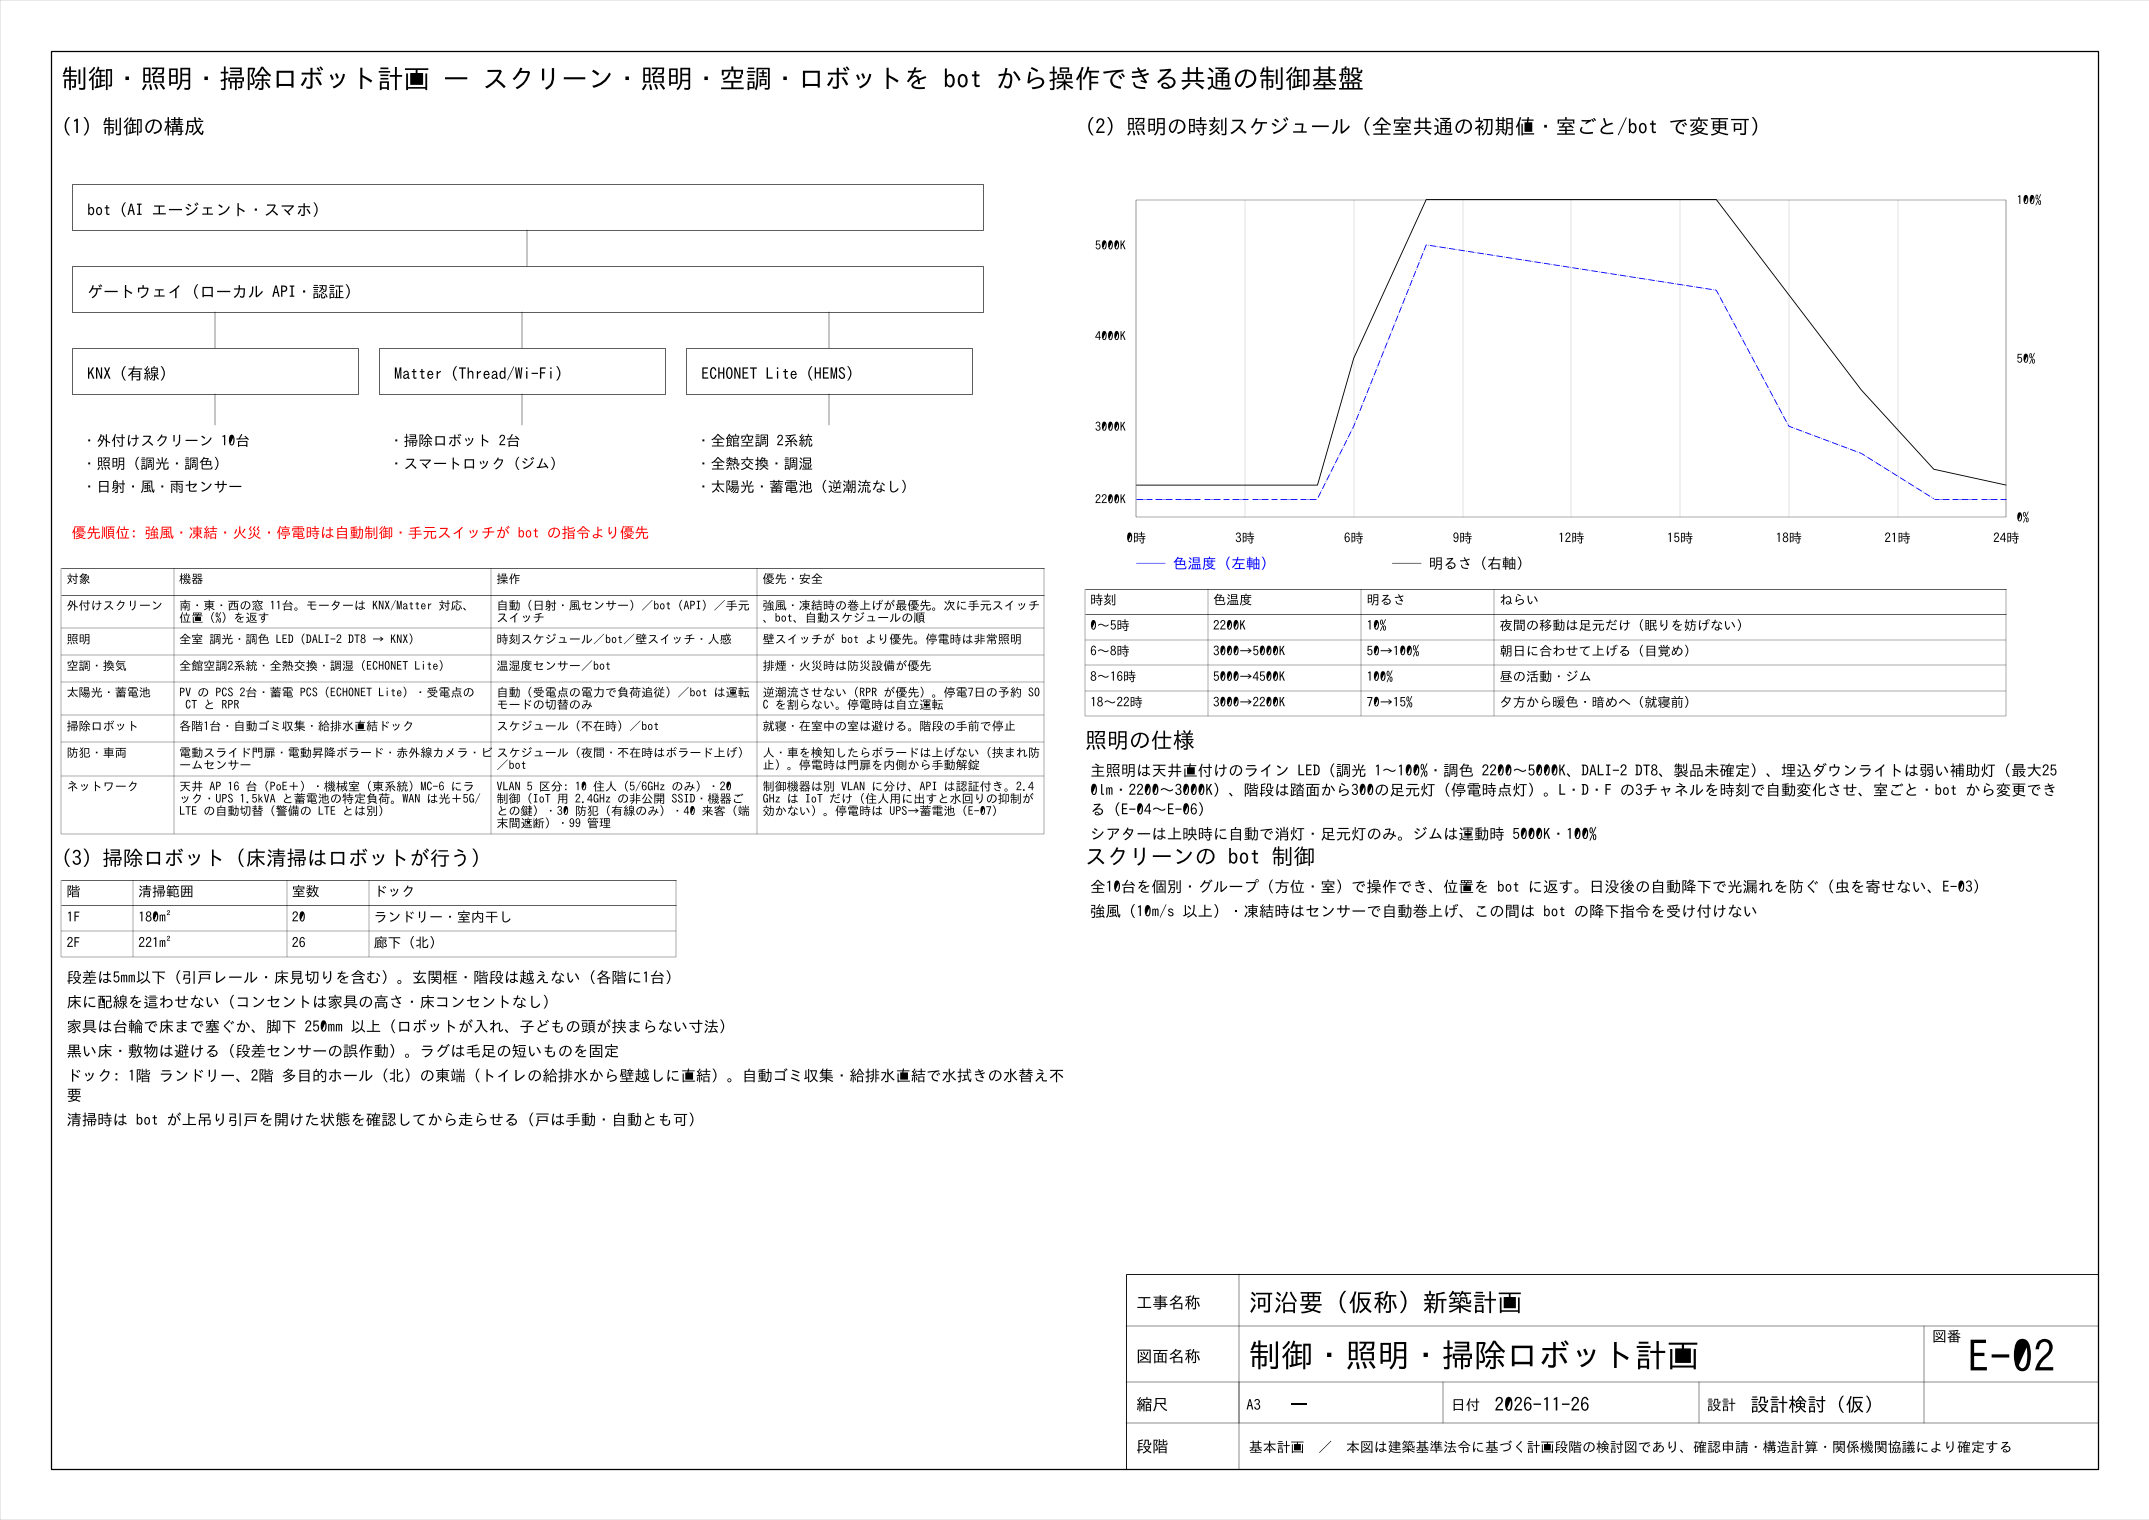 制御・照明・掃除ロボット計画 ー スクリーン・照明・空調・ロボットを bot から操作できる共通の制御基盤
(1) 制御の構成
bot (AI エージェント・スマホ)
ゲートウェイ (ローカル API・認証)
KNX (有線)
Matter (Thread/Wi-Fi)
ECHONET Lite (HEMS)
・外付けスクリーン 10台
・照明 (調光・調色)
・日射・風・雨センサー
・掃除ロボット 2台
・スマートロック (ジム)
・全館空調 2系統
・全熱交換・調湿
・太陽光・蓄電池 (逆潮流なし)
優先順位: 強風・凍結・火災・停電時は自動制御・手元スイッチが bot の指令より優先
対象 機器 操作 優先・安全
外付けスクリーン 南・東・西の窓 11台。モーターは KNX/Matter 対応、 自動 (日射・風センサー) ／bot (API) ／手元 強風・凍結時の巻上げが最優先。次に手元スイッチ
位置 (%) を返す スイッチ 、bot、自動スケジュールの順
照明 全室 調光・調色 LED (DALI-2 DT8 → KNX) 時刻スケジュール／bot／壁スイッチ・人感 壁スイッチが bot より優先。停電時は非常照明
空調・換気 全館空調2系統・全熱交換・調湿 (ECHONET Lite) 温湿度センサー／bot 排煙・火災時は防災設備が優先
太陽光・蓄電池 PV の PCS 2台・蓄電 PCS (ECHONET Lite) ・受電点の 自動 (受電点の電力で負荷追従) ／bot は運転 逆潮流させない (RPR が優先) 。停電7日の予約 SO
CT と RPR モードの切替のみ C を割らない。停電時は自立運転
掃除ロボット 各階1台・自動ゴミ収集・給排水直結ドック スケジュール (不在時) ／bot 就寝・在室中の室は避ける。階段の手前で停止
防犯・車両 電動スライド門扉・電動昇降ボラード・赤外線カメラ・ビ スケジュール (夜間・不在時はボラード上げ) 人・車を検知したらボラードは上げない (挟まれ防
ームセンサー ／bot 止) 。停電時は門扉を内側から手動解錠
ネットワーク 天井 AP 16 台 (PoE+) ・機械室 (東系統) MC-6 にラ VLAN 5 区分: 10 住人 (5/6GHz のみ) ・20 制御機器は別 VLAN に分け、API は認証付き。2.4
ック・UPS 1.5kVA と蓄電池の特定負荷。WAN は光+5G/ 制御 (IoT 用 2.4GHz の非公開 SSID・機器ご GHz は IoT だけ (住人用に出すと水回りの抑制が
LTE の自動切替 (警備の LTE とは別) との鍵) ・30 防犯 (有線のみ) ・40 来客 (端 効かない) 。停電時は UPS→蓄電池 (E-07)
末間遮断) ・99 管理
(3) 掃除ロボット (床清掃はロボットが行う)
階 清掃範囲 室数 ドック
1F 180m² 20 ランドリー・室内干し
2F 221m² 26 廊下 (北)
段差は5mm以下 (引戸レール・床見切りを含む) 。玄関框・階段は越えない (各階に1台)
床に配線を這わせない (コンセントは家具の高さ・床コンセントなし)
家具は台輪で床まで塞ぐか、脚下 250mm 以上 (ロボットが入れ、子どもの頭が挟まらない寸法)
黒い床・敷物は避ける (段差センサーの誤作動) 。ラグは毛足の短いものを固定
ドック: 1階 ランドリー、2階 多目的ホール (北) の東端 (トイレの給排水から壁越しに直結) 。自動ゴミ収集・給排水直結で水拭きの水替え不
要
清掃時は bot が上吊り引戸を開けた状態を確認してから走らせる (戸は手動・自動とも可)
(2) 照明の時刻スケジュール (全室共通の初期値・室ごと/bot で変更可)
100%
5000K
4000K
50%
3000K
2200K
0%
0時 3時 6時 9時 12時 15時 18時 21時 24時
色温度 (左軸) 明るさ (右軸)
時刻 色温度 明るさ ねらい
0～5時 2200K 10% 夜間の移動は足元だけ (眠りを妨げない)
6～8時 3000→5000K 50→100% 朝日に合わせて上げる (目覚め)
8～16時 5000→4500K 100% 昼の活動・ジム
18～22時 3000→2200K 70→15% 夕方から暖色・暗めへ (就寝前)
照明の仕様
主照明は天井直付けのライン LED (調光 1～100%・調色 2200～5000K、DALI-2 DT8、製品未確定) 、埋込ダウンライトは弱い補助灯 (最大25
0lm・2200～3000K) 、階段は踏面から300の足元灯 (停電時点灯) 。L・D・F の3チャネルを時刻で自動変化させ、室ごと・bot から変更でき
る (E-04～E-06)
シアターは上映時に自動で消灯・足元灯のみ。ジムは運動時 5000K・100%
スクリーンの bot 制御
全10台を個別・グループ (方位・室) で操作でき、位置を bot に返す。日没後の自動降下で光漏れを防ぐ (虫を寄せない、E-03)
強風 (10m/s 以上) ・凍結時はセンサーで自動巻上げ、この間は bot の降下指令を受け付けない
工事名称 河沿要（仮称）新築計画
図面名称 制御・照明・掃除ロボット計画 図番 E-02
縮尺 A3 ー 日付 2026-11-26 設計 設計検討（仮）
段階 基本計画 ／ 本図は建築基準法令に基づく計画段階の検討図であり、確認申請・構造計算・関係機関協議により確定する